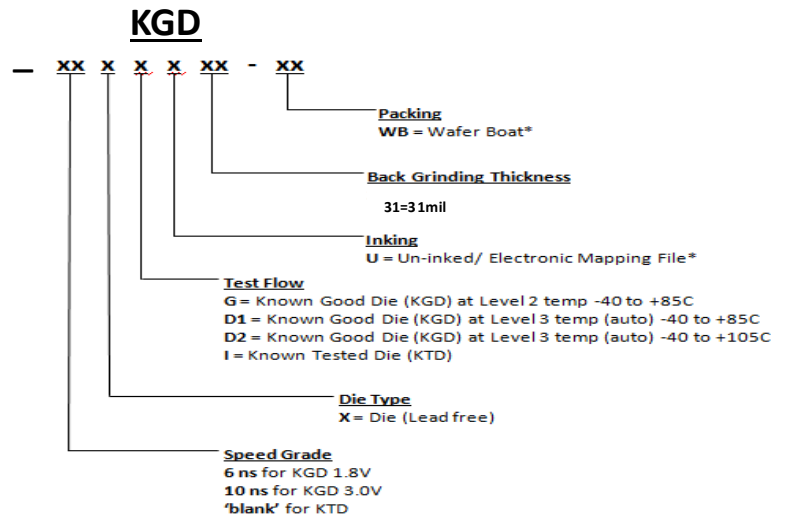 KGD
– xx x x x xx - xx
Packing
WB = Wafer Boat*
Back Grinding Thickness
31=31mil
Inking
U = Un-inked/ Electronic Mapping File*
Test Flow
G = Known Good Die (KGD) at Level 2 temp -40 to +85C
D1 = Known Good Die (KGD) at Level 3 temp (auto) -40 to +85C
D2 = Known Good Die (KGD) at Level 3 temp (auto) -40 to +105C
I = Known Tested Die (KTD)
Die Type
X = Die (Lead free)
Speed Grade
6 ns for KGD 1.8V
10 ns for KGD 3.0V
‘blank’ for KTD